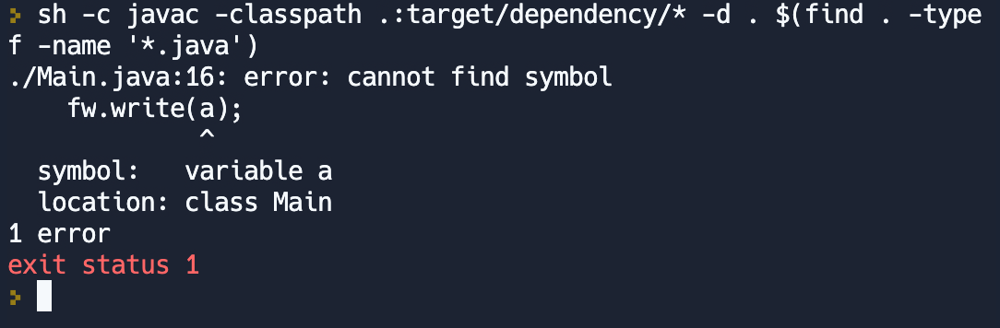 sh -c javac -classpath .:target/dependency/* -d . $(find . -type
f -name '*.java')
./Main.java:16: error: cannot find symbol
    fw.write(a);
             ^
  symbol:   variable a
  location: class Main
1 error
exit status 1